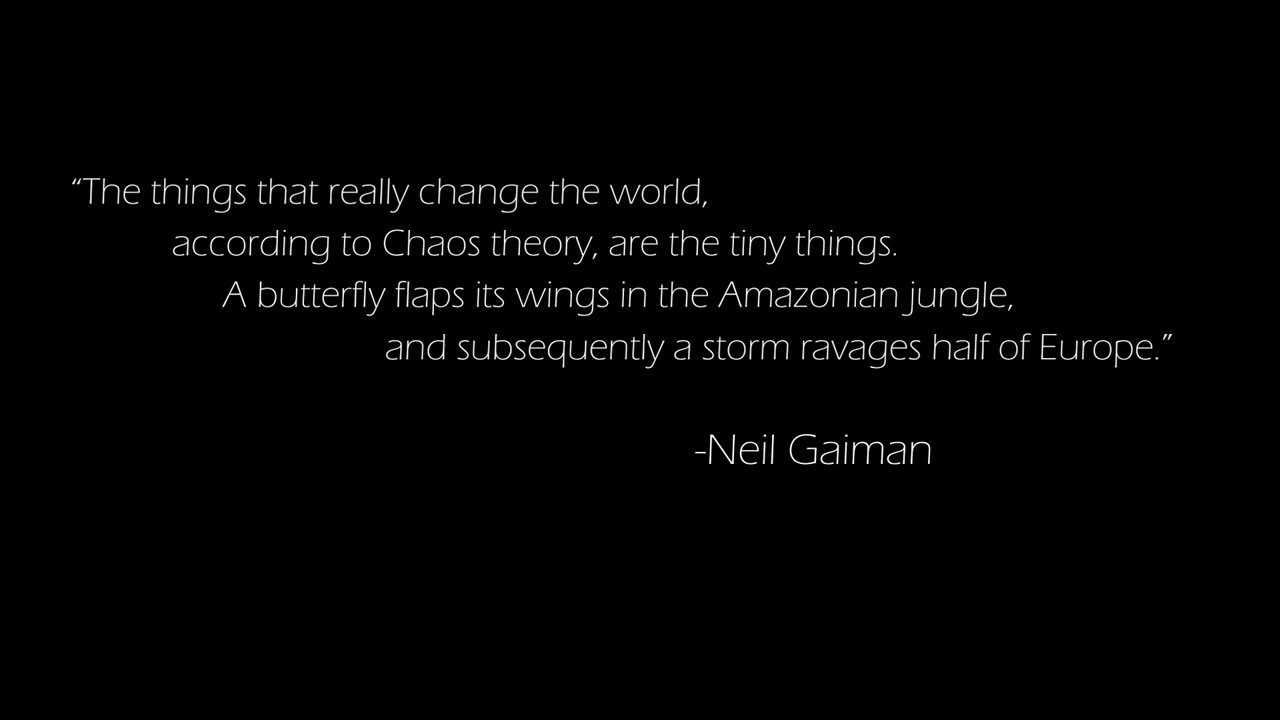 “The things that really change the world,
according to Chaos theory, are the tiny things.
A butterfly flaps its wings in the Amazonian jungle,
and subsequently a storm ravages half of Europe.”
-Neil Gaiman